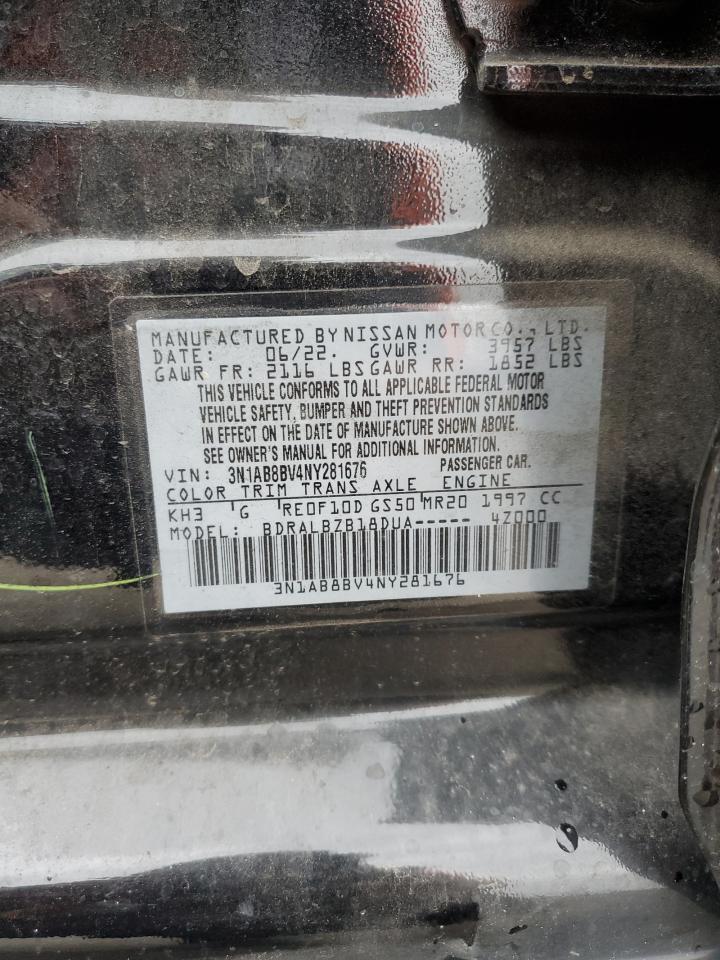 MANUFACTURED BY NISSAN MOTOR CO., LTD.
DATE: 06/22. GVWR: 3957 LBS
GAWR FR: 2116 LBS GAWR RR: 1852 LBS
THIS VEHICLE CONFORMS TO ALL APPLICABLE FEDERAL MOTOR
VEHICLE SAFETY, BUMPER AND THEFT PREVENTION STANDARDS
IN EFFECT ON THE DATE OF MANUFACTURE SHOWN ABOVE.
SEE OWNER'S MANUAL FOR ADDITIONAL INFORMATION.
VIN: 3N1AB8BV4NY281676 PASSENGER CAR.
COLOR TRIM TRANS AXLE ENGINE
KH3 G RE0F10D GS50 MR20 1997 CC
MODEL: BDRALBZB18DUA----- 4Z000
3N1AB8BV4NY281676